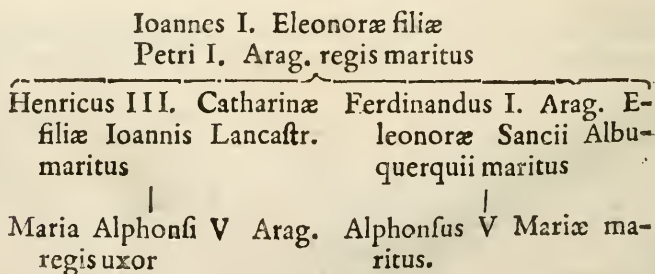 Ioannes I. Eleonoræ filiæ
Petri I. Arag. regis maritus
Henricus III. Catharinæ
filiæ Ioannis Lancaſtr.
maritus
Ferdinandus I. Arag. E-
leonoræ Sancii Albu-
querquii maritus
Maria Alphonſi V Arag.
regis uxor
Alphonſus V Mariæ ma-
ritus.